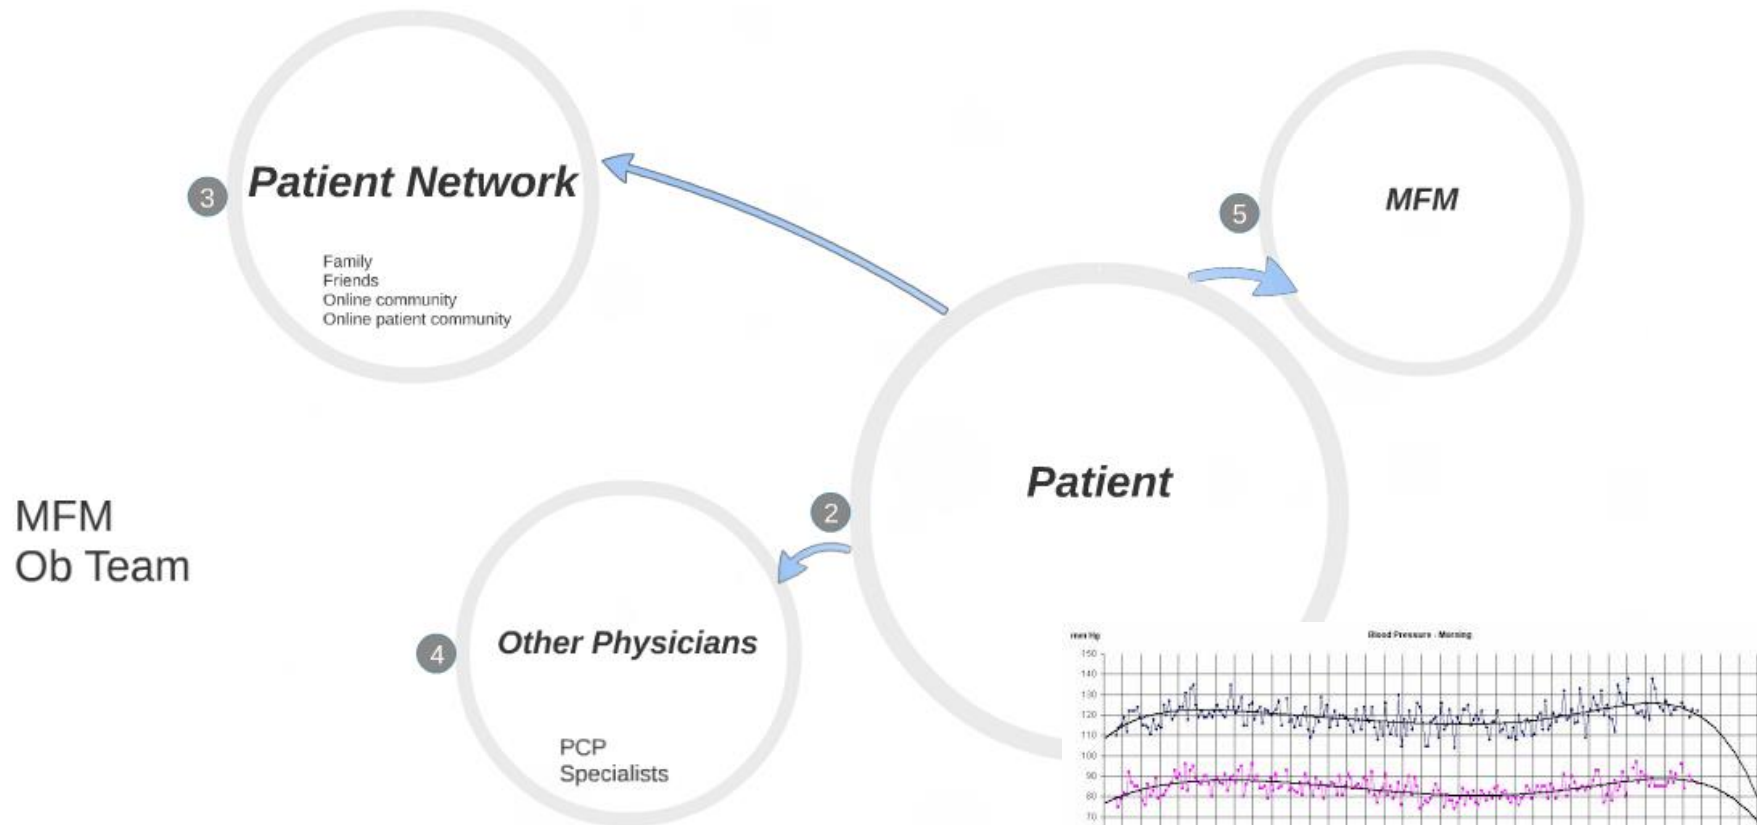 3
Patient Network
Family
Friends
Online community
Online patient community
5
MFM
Patient
2
MFM
Ob Team
4
Other Physicians
PCP
Specialists
mm Hg
Blood Pressure - Morning
150
140
130
120
110
100
90
80
70